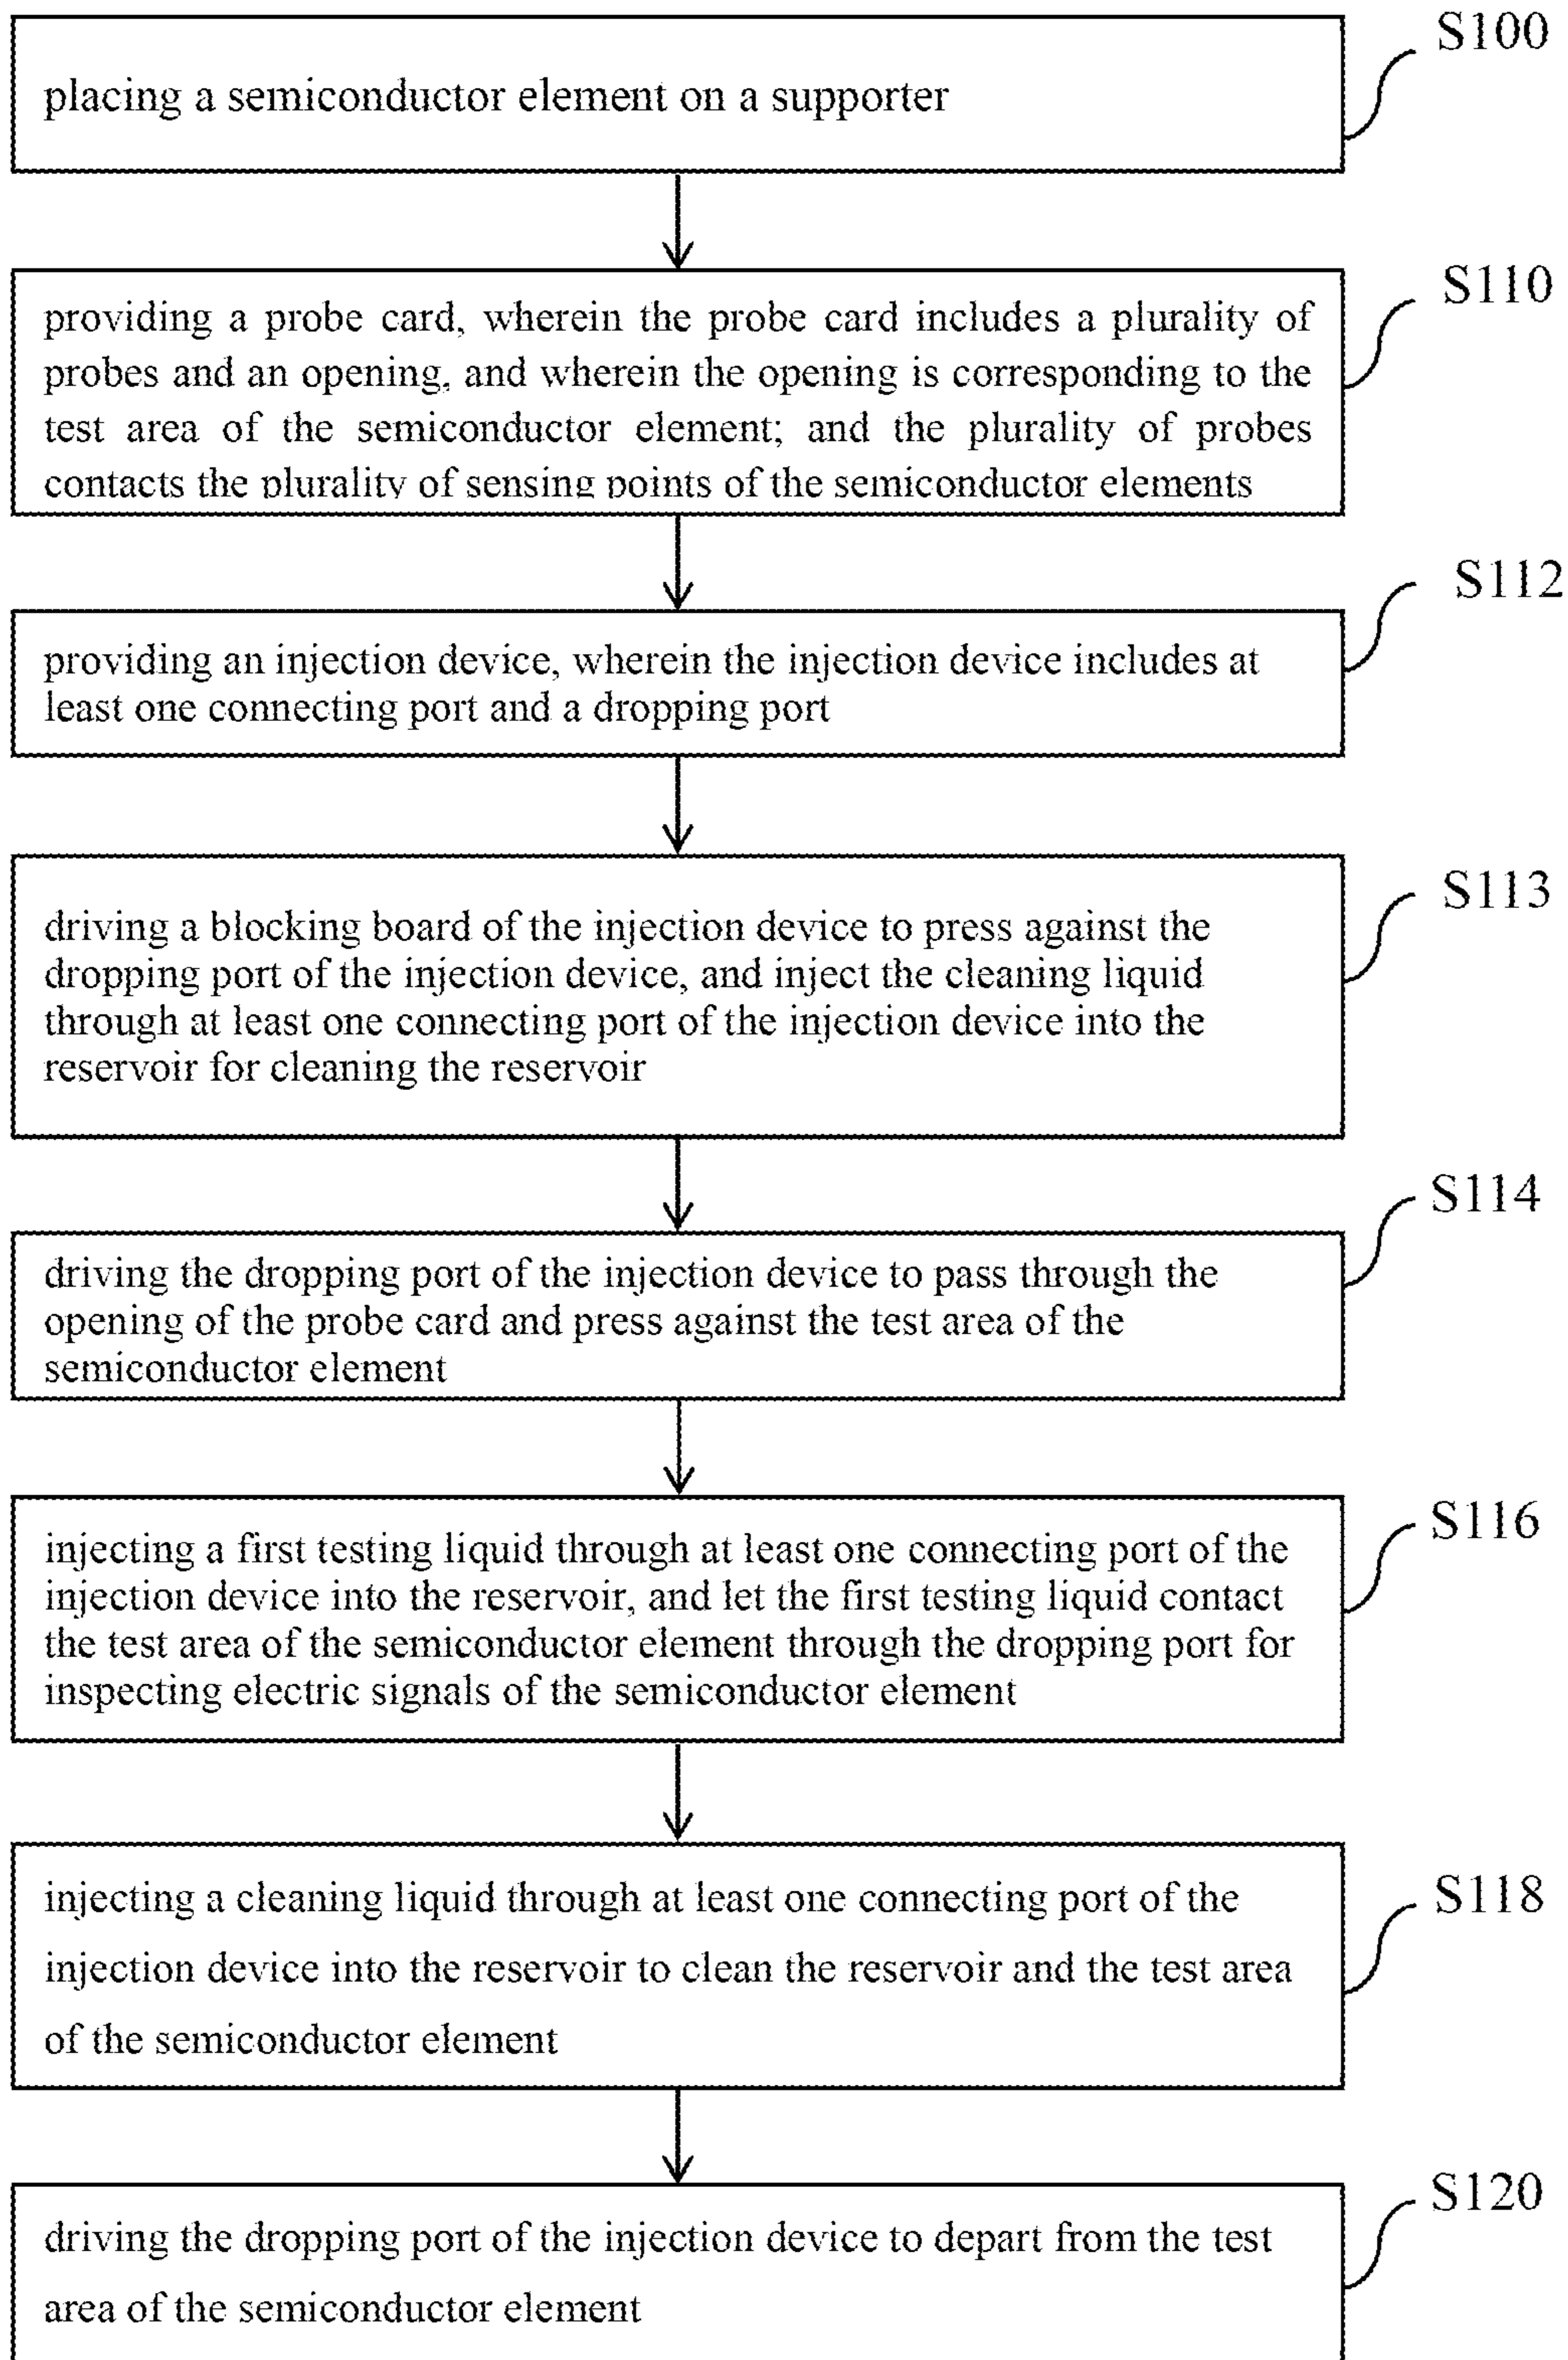 S100
placing a semiconductor element on a supporter
S110
providing a probe card, wherein the probe card includes a plurality of
probes and an opening, and wherein the opening is corresponding to the
test area of the semiconductor element; and the plurality of probes
contacts the plurality of sensing points of the semiconductor elements
S112
providing an injection device, wherein the injection device includes at
least one connecting port and a dropping port
S113
driving a blocking board of the injection device to press against the
dropping port of the injection device, and inject the cleaning liquid
through at least one connecting port of the injection device into the
reservoir for cleaning the reservoir
S114
driving the dropping port of the injection device to pass through the
opening of the probe card and press against the test area of the
semiconductor element
S116
injecting a first testing liquid through at least one connecting port of the
injection device into the reservoir, and let the first testing liquid contact
the test area of the semiconductor element through the dropping port for
inspecting electric signals of the semiconductor element
S118
injecting a cleaning liquid through at least one connecting port of the
injection device into the reservoir to clean the reservoir and the test area
of the semiconductor element
S120
driving the dropping port of the injection device to depart from the test
area of the semiconductor element